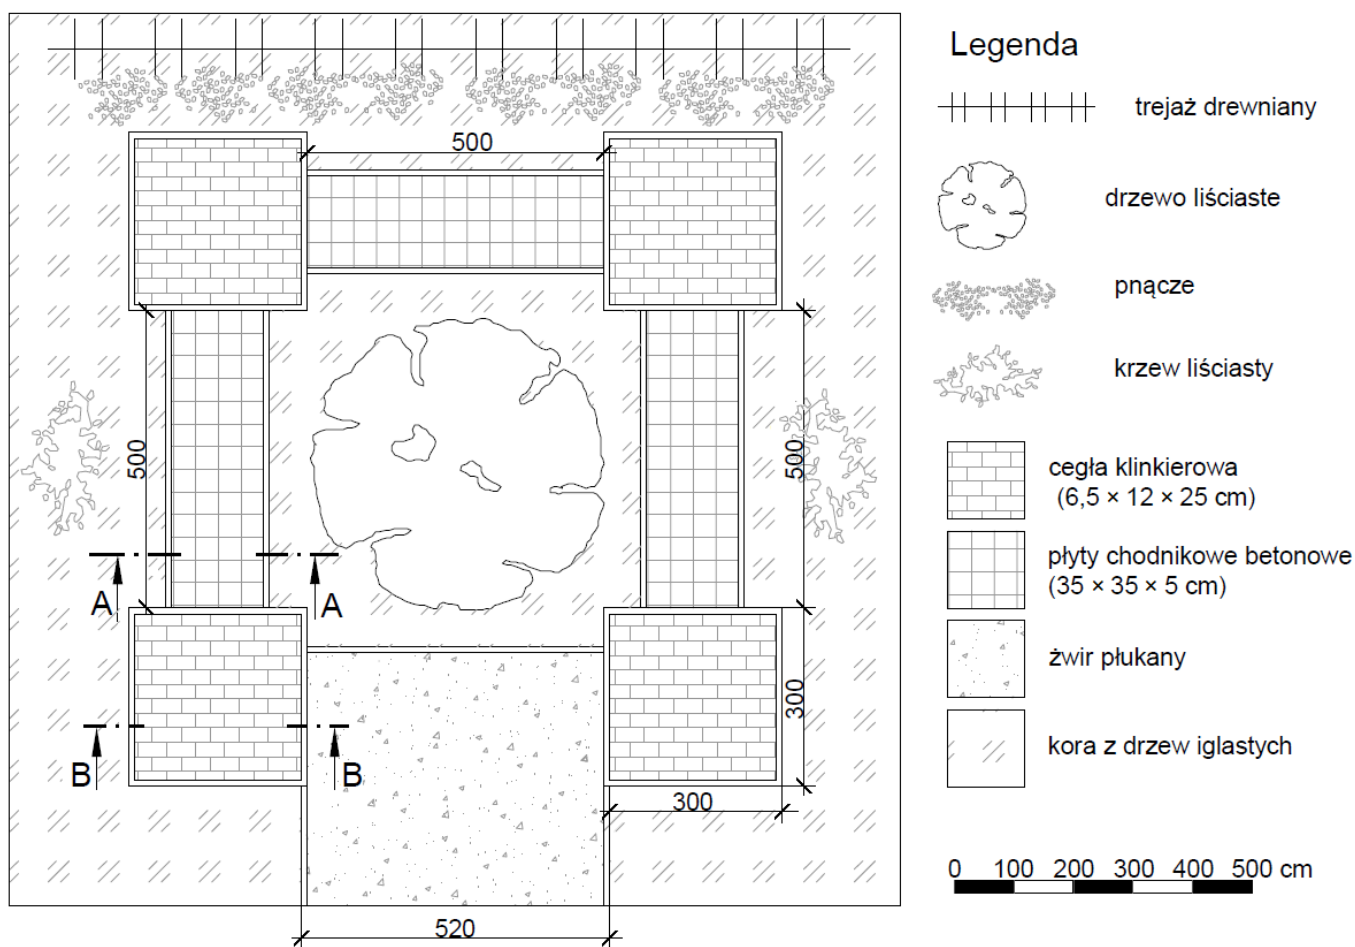 500
500
500
A
A
B
B
300
300
520
Legenda
trejaż drewniany
drzewo liściaste
pnącze
krzew liściasty
cegła klinkierowa
(6,5 × 12 × 25 cm)
płyty chodnikowe betonowe
(35 × 35 × 5 cm)
żwir płukany
kora z drzew iglastych
0 100 200 300 400 500 cm